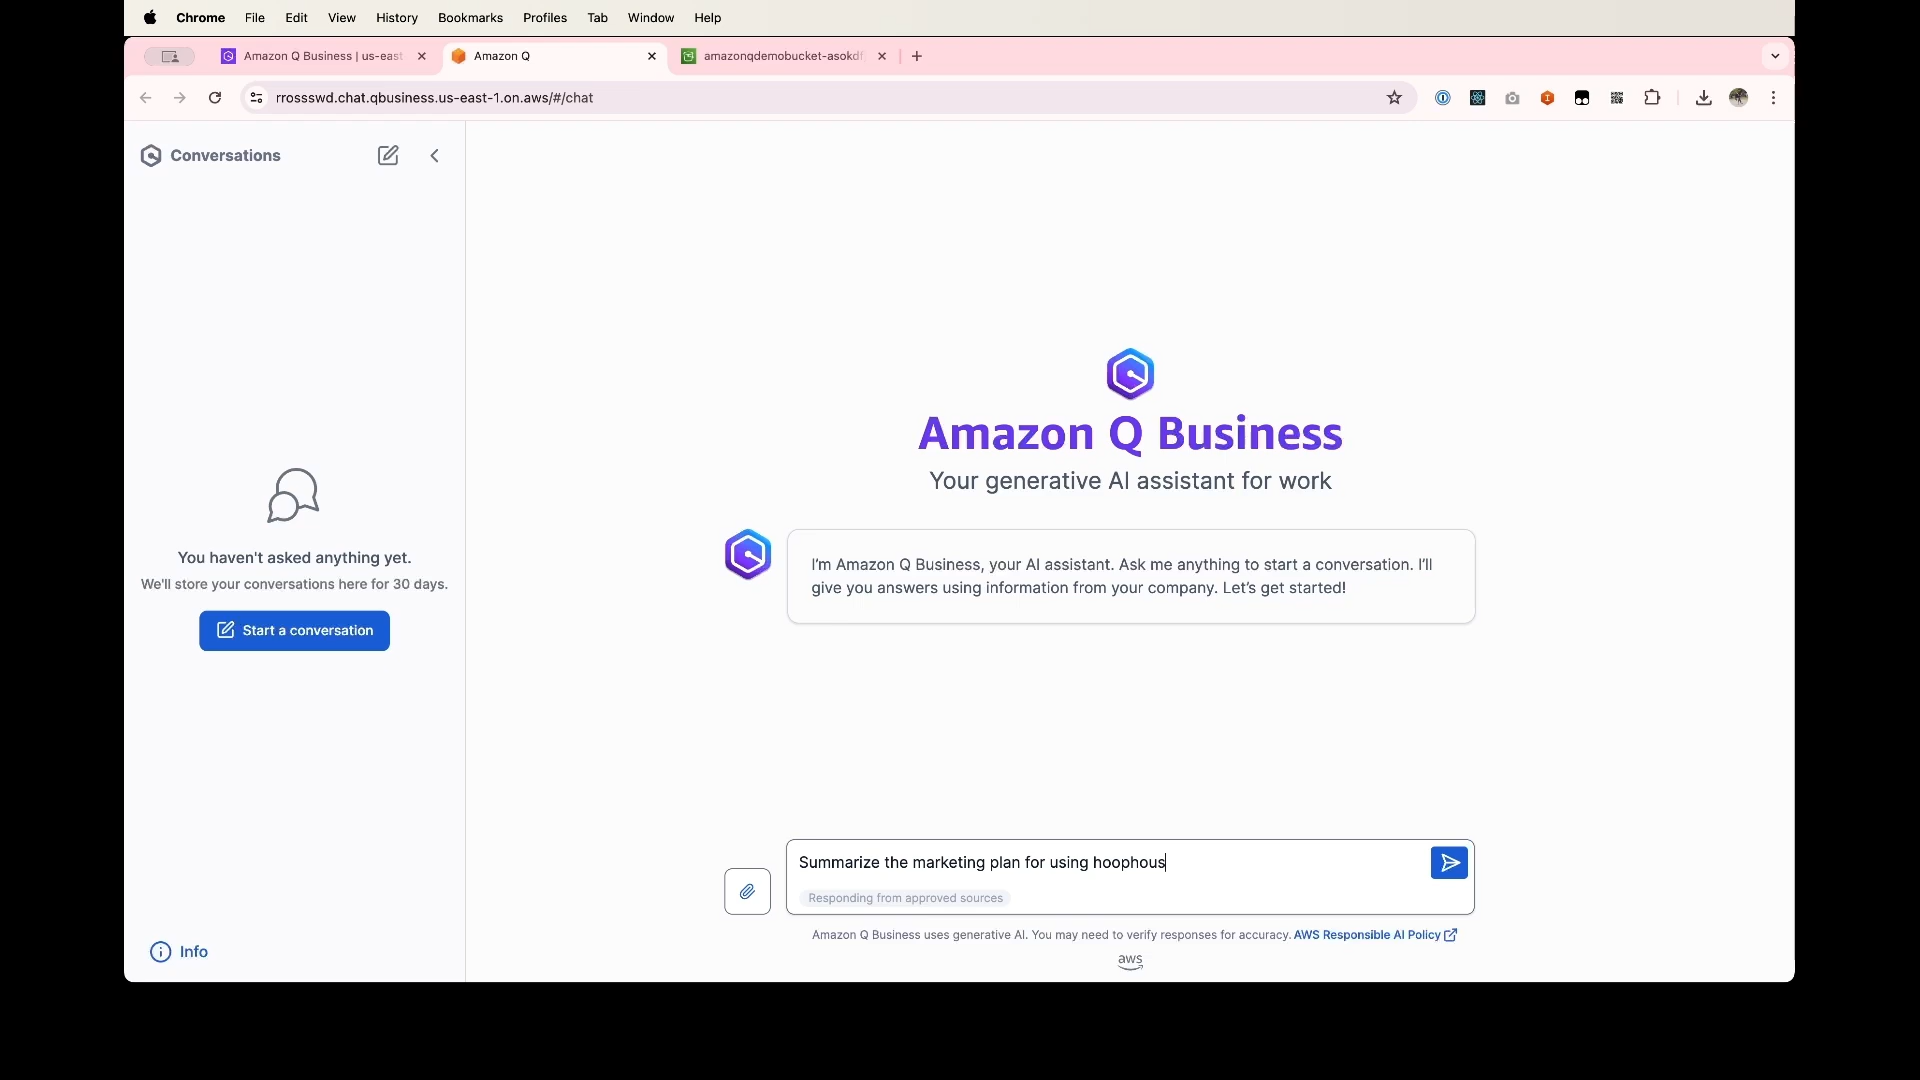 Chrome File Edit View History Bookmarks Profiles Tab Window Help
Amazon Q Business | us-east
Amazon Q
amazonqdemobucket-asokdf
rrossswd.chat.qbusiness.us-east-1.on.aws/#/chat
Conversations
Amazon Q Business
Your generative AI assistant for work
You haven't asked anything yet.
We'll store your conversations here for 30 days.
Start a conversation
I'm Amazon Q Business, your AI assistant. Ask me anything to start a conversation. I'll
give you answers using information from your company. Let's get started!
Summarize the marketing plan for using hoophous
Responding from approved sources
Amazon Q Business uses generative AI. You may need to verify responses for accuracy. AWS Responsible AI Policy
Info
aws